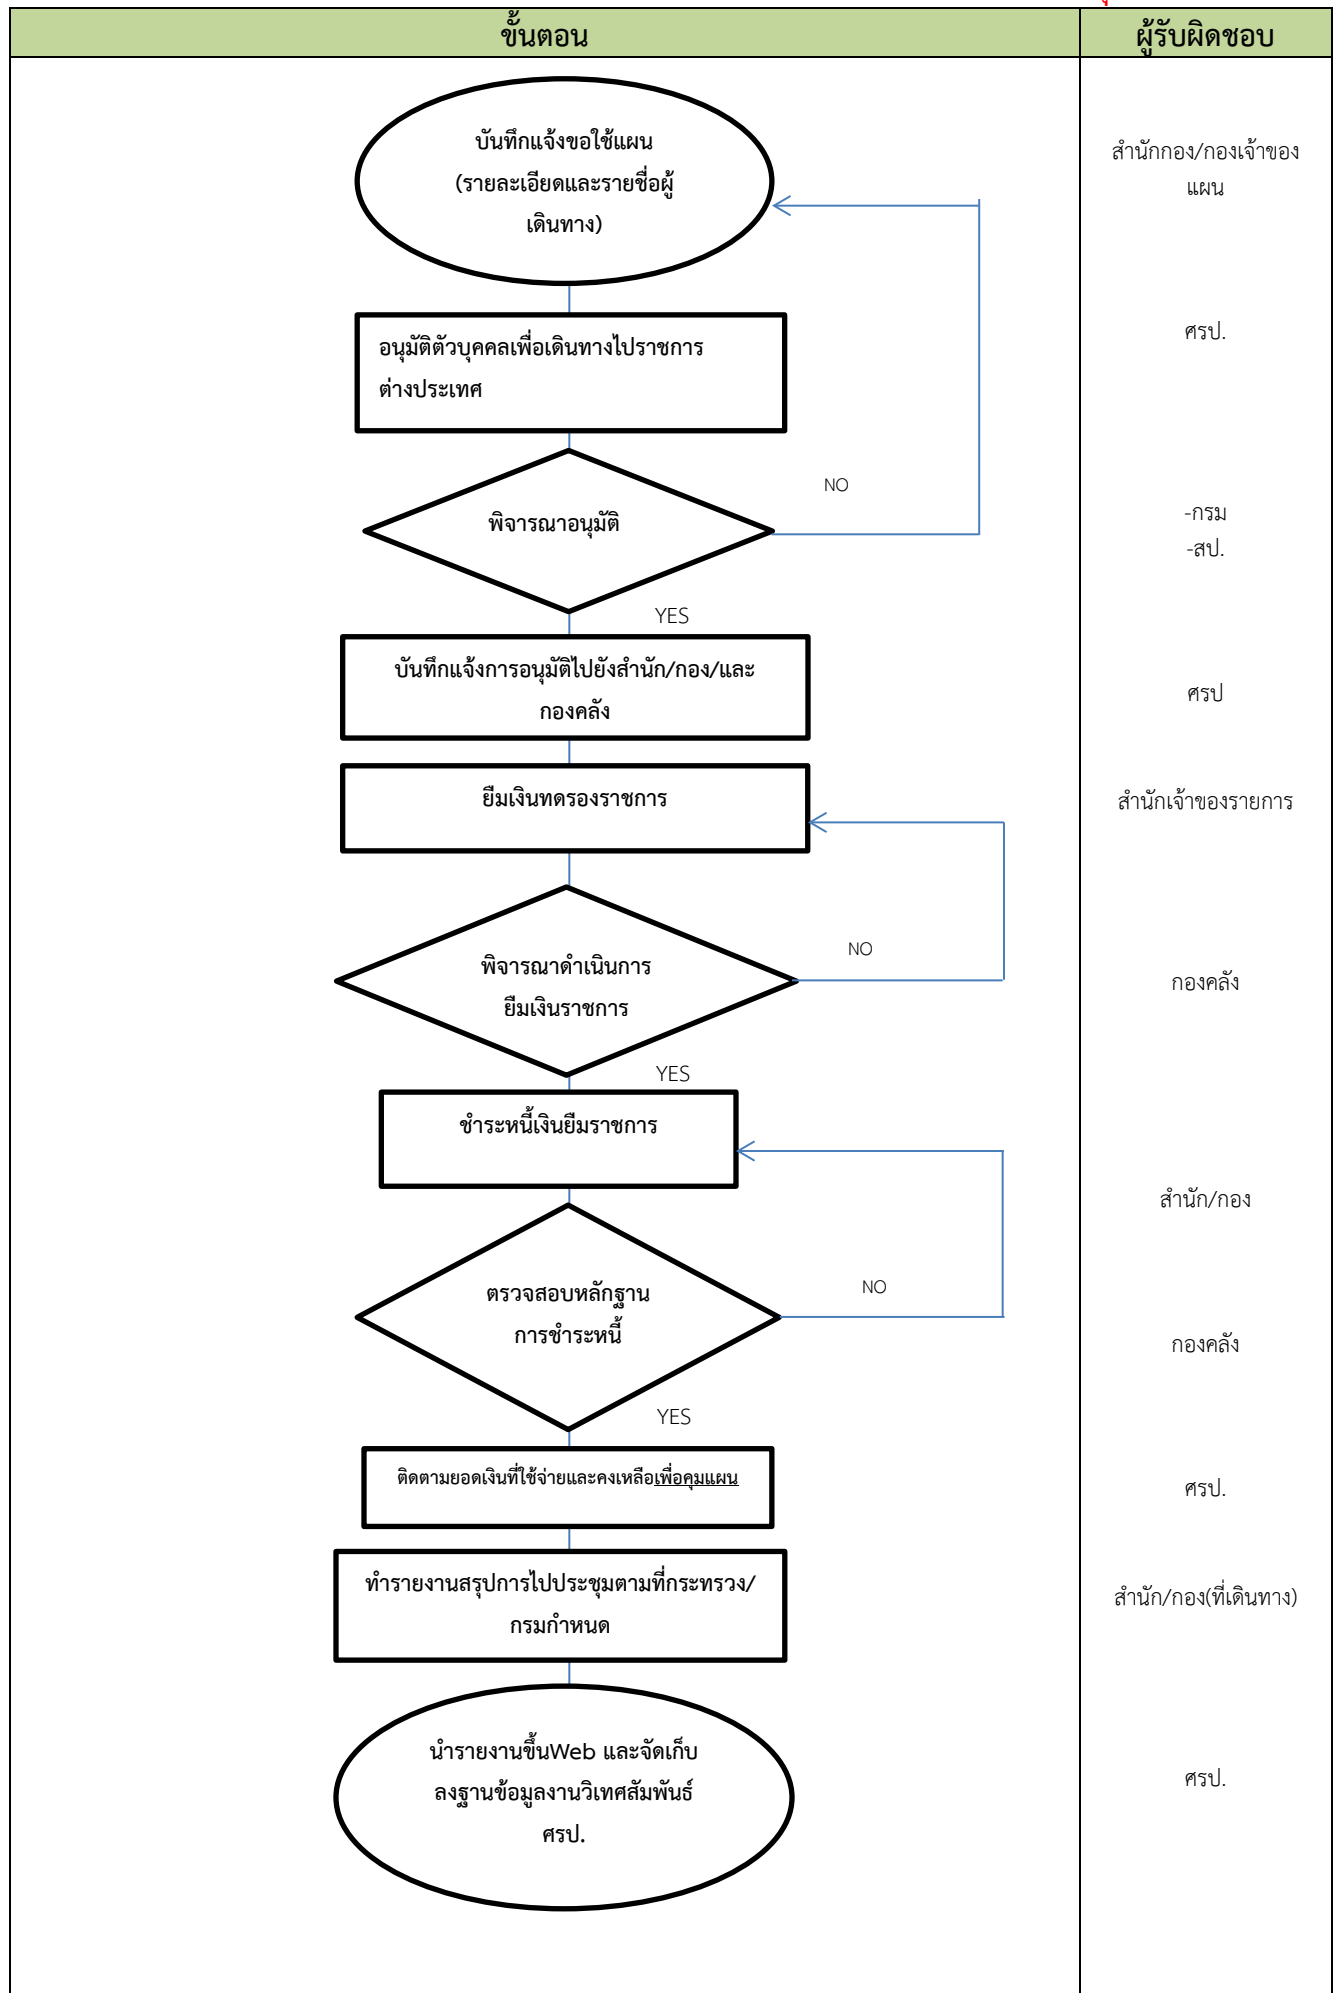 ขั้นตอน
ผู้รับผิดชอบ
บันทึกแจ้งขอใช้แผน
(รายละเอียดและรายชื่อผู้
เดินทาง)
สำนักกอง/กองเจ้าของ
แผน
อนุมัติตัวบุคคลเพื่อเดินทางไปราชการ
ต่างประเทศ
ศรป.
พิจารณาอนุมัติ
NO
-กรม
-สป.
YES
บันทึกแจ้งการอนุมัติไปยังสำนัก/กอง/และ
กองคลัง
ศรป
ยืมเงินทดรองราชการ
สำนักเจ้าของรายการ
พิจารณาดำเนินการ
ยืมเงินราชการ
NO
กองคลัง
YES
ชำระหนี้เงินยืมราชการ
สำนัก/กอง
ตรวจสอบหลักฐาน
การชำระหนี้
NO
กองคลัง
YES
ติดตามยอดเงินที่ใช้จ่ายและคงเหลือเพื่อคุมแผน
ศรป.
ทำรายงานสรุปการไปประชุมตามที่กระทรวง/
กรมกำหนด
สำนัก/กอง(ที่เดินทาง)
นำรายงานขึ้นWeb และจัดเก็บ
ลงฐานข้อมูลงานวิเทศสัมพันธ์
ศรป.
ศรป.